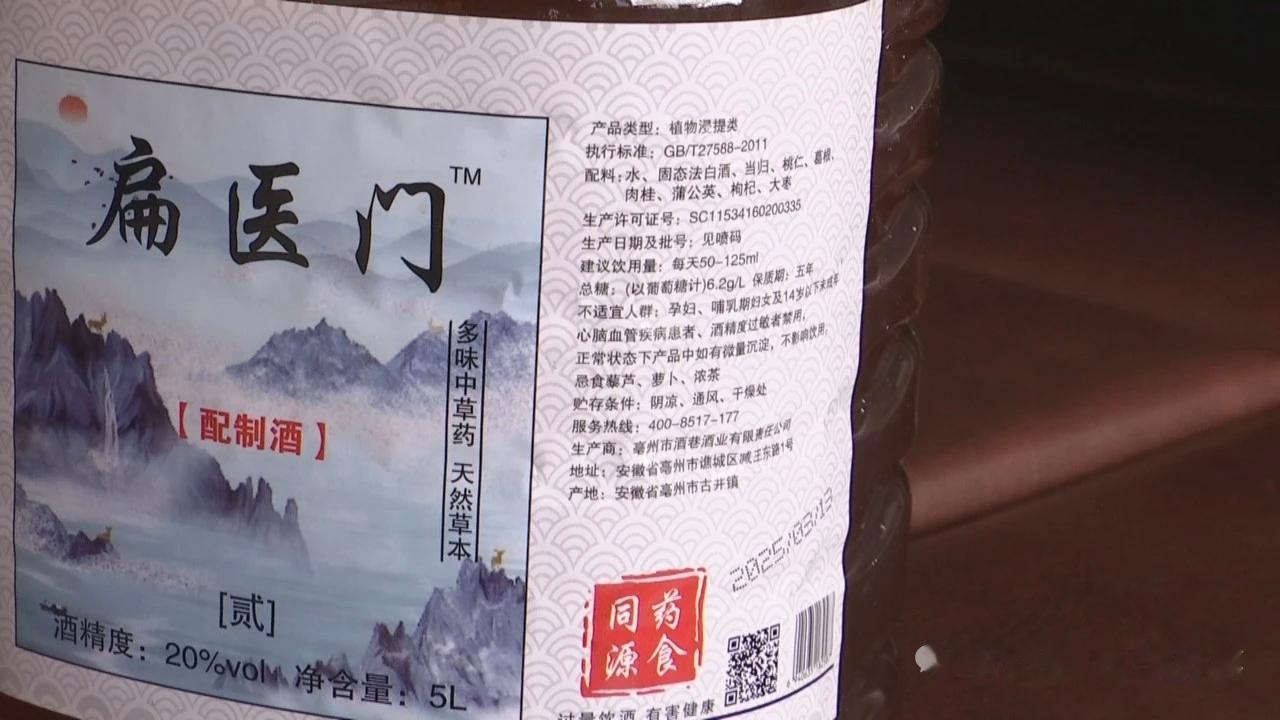 扁医门™
多味中草药 天然草本
【配制酒】
[贰]
酒精度：20%vol 净含量：5L
产品类型：植物浸提类
执行标准：GB/T27588-2011
配料：水、固态法白酒、当归、桃仁、葛根、
肉桂、蒲公英、枸杞、大枣
生产许可证号：SC11534160200335
生产日期及批号：见喷码
建议饮用量：每天50-125ml
总糖：(以葡萄糖计)6.2g/L 保质期：五年
不适宜人群：孕妇、哺乳期妇女及14岁以下未成年
心脑血管疾病患者、酒精度过敏者禁用，
正常状态下产品中如有微量沉淀，不影响饮用，
忌食藜芦、萝卜、浓茶
贮存条件：阴凉、通风、干燥处
服务热线：400-8517-177
生产商：亳州市酒巷酒业有限责任公司
地址：安徽省亳州市谯城区减王东路1号
产地：安徽省亳州市古井镇
2025/03/13
药食同源
过量饮酒 有害健康